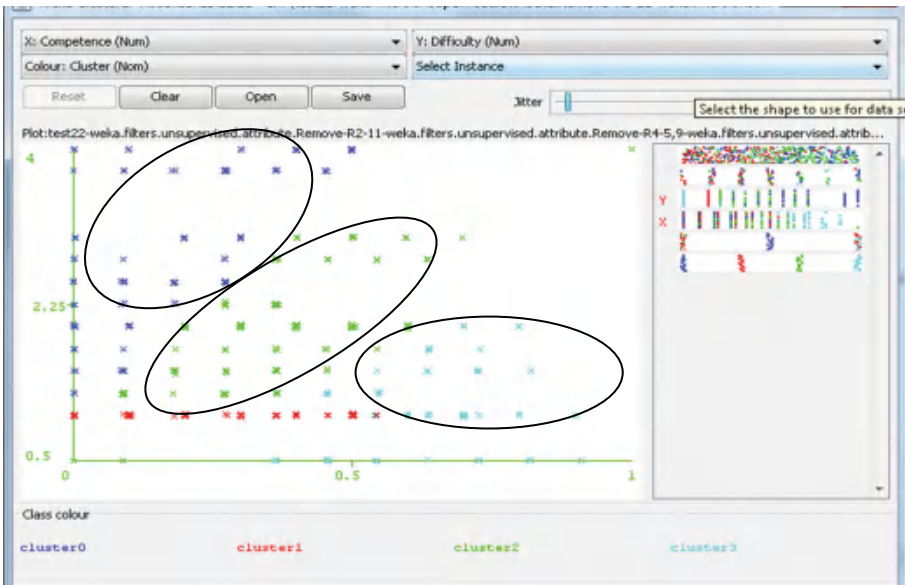 X: Competence (Num) Y: Difficulty (Num)
Colour: Cluster (Nom) Select Instance
Reset Clear Open Save Jitter
Select the shape to use for data s
Plot:test22-weka.filters.unsupervised.attribute.Remove-R2-11-weka.filters.unsupervised.attribute.Remove-R4-5,9-weka.filters.unsupervised.attrib...
4
Y
X
2.25
0.5
0 0.5 1
Class colour
cluster0 cluster1 cluster2 cluster3